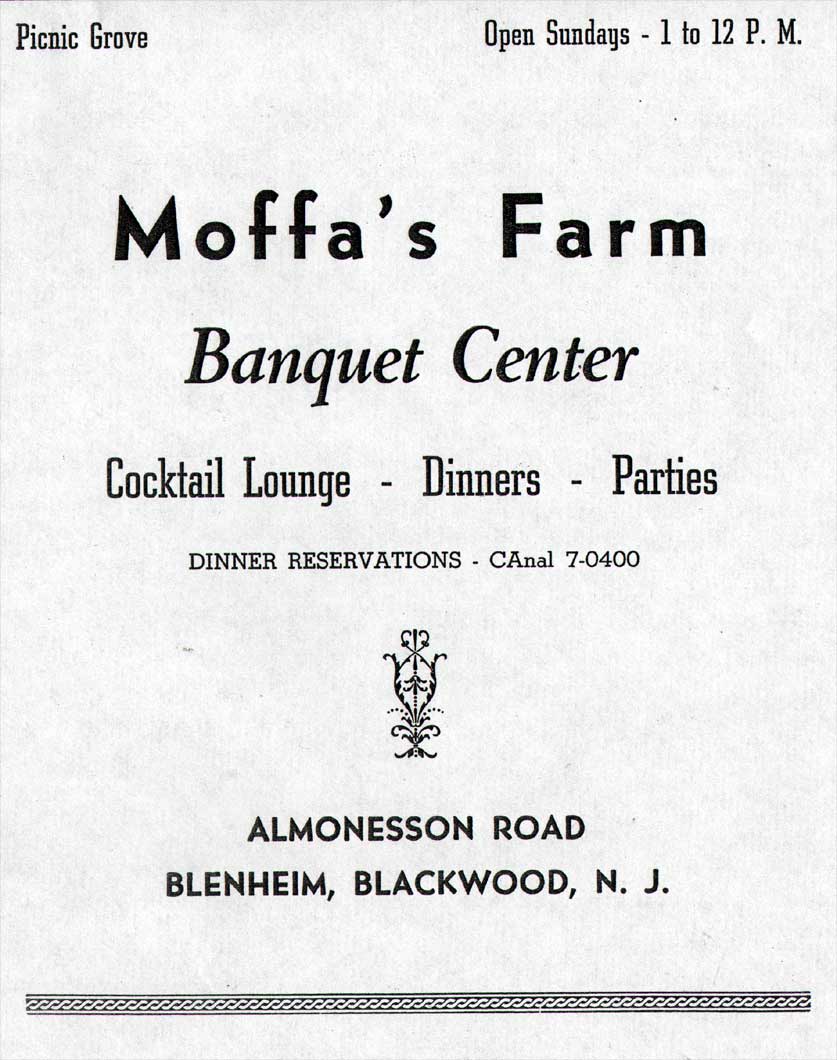 Picnic Grove
Open Sundays - 1 to 12 P. M.
Moffa's Farm
Banquet Center
Cocktail Lounge - Dinners - Parties
DINNER RESERVATIONS - CAnal 7-0400
ALMONESSON ROAD
BLENHEIM, BLACKWOOD, N. J.